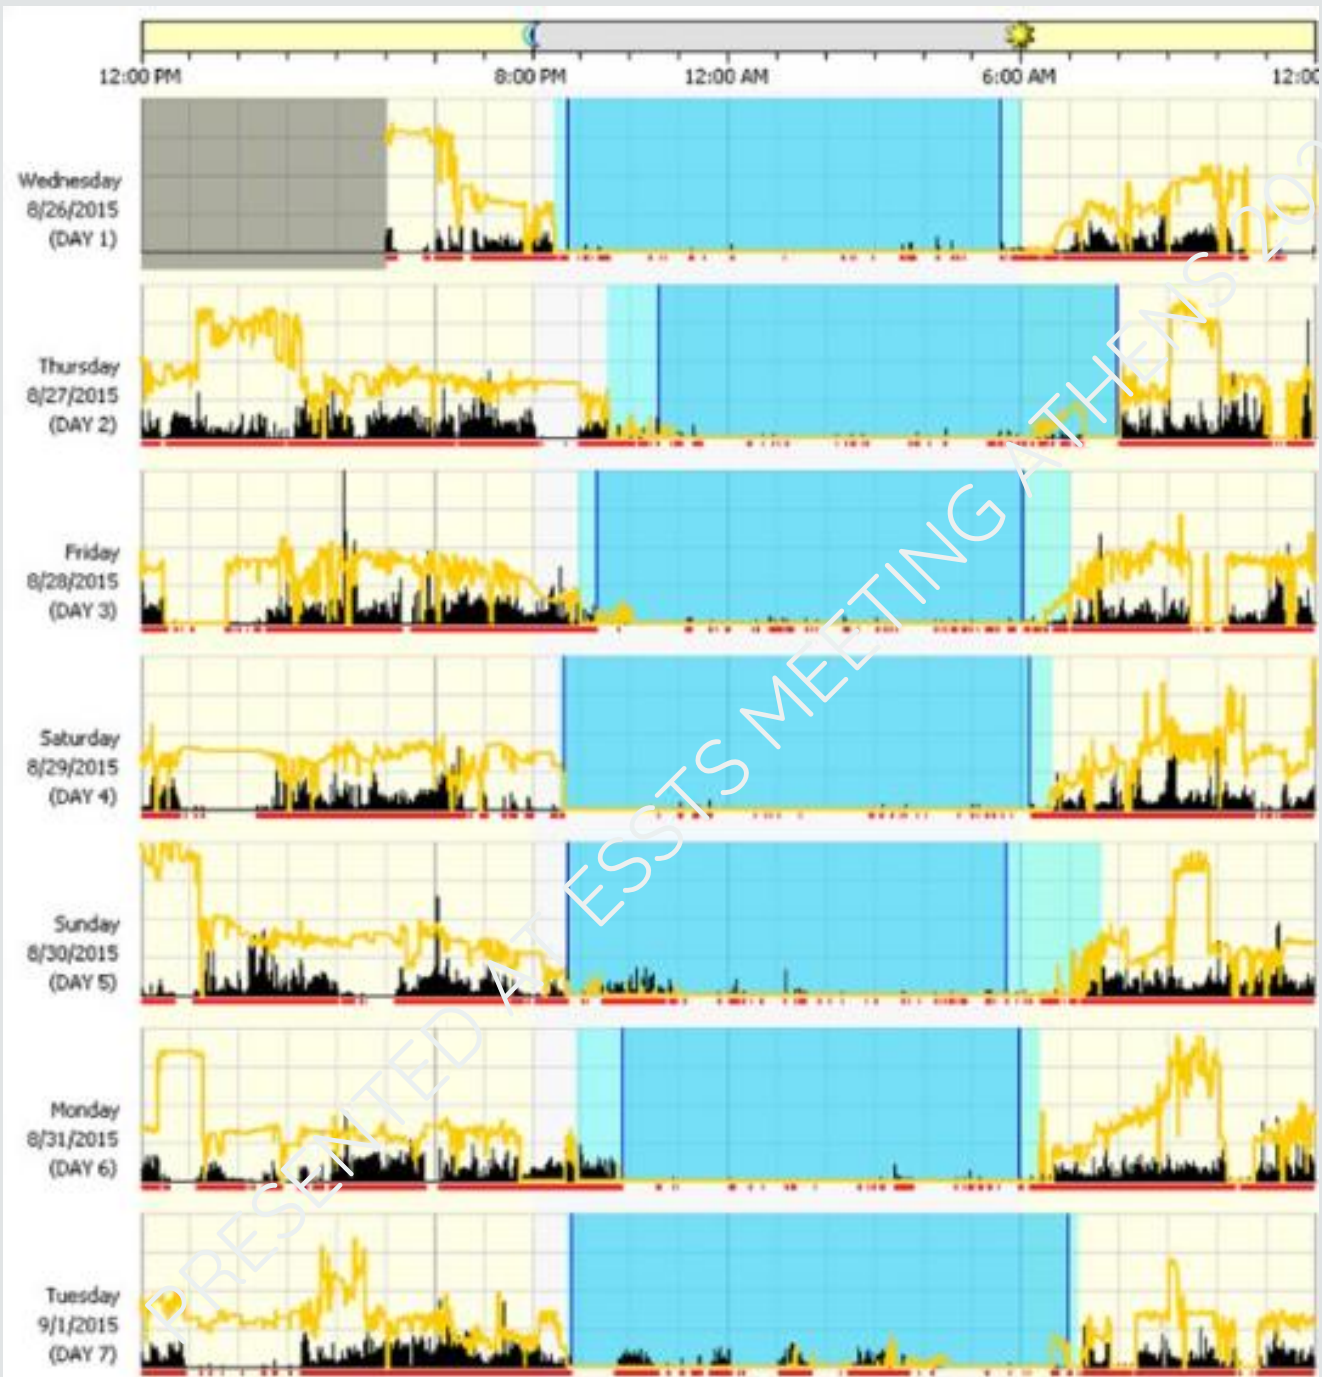 12:00 PM 8:00 PM 12:00 AM 6:00 AM 12:00
Wednesday
8/26/2015
(DAY 1)
Thursday
8/27/2015
(DAY 2)
Friday
8/28/2015
(DAY 3)
Saturday
8/29/2015
(DAY 4)
Sunday
8/30/2015
(DAY 5)
Monday
8/31/2015
(DAY 6)
Tuesday
9/1/2015
(DAY 7)
PRESENTED AT ESSTS MEETING ATHENS 202